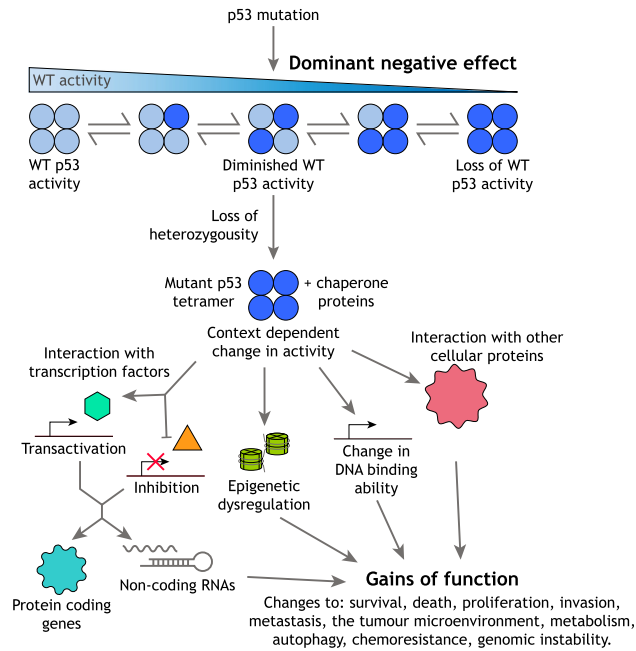 p53 mutation
Dominant negative effect
WT activity
WT p53
activity
Diminished WT
p53 activity
Loss of WT
p53 activity
Loss of
heterozygousity
Mutant p53
tetramer
+ chaperone
proteins
Context dependent
change in activity
Interaction with
transcription factors
Interaction with other
cellular proteins
Transactivation
Inhibition
Epigenetic
dysregulation
Change in
DNA binding
ability
Protein coding
genes
Non-coding RNAs
Gains of function
Changes to: survival, death, proliferation, invasion,
metastasis, the tumour microenvironment, metabolism,
autophagy, chemoresistance, genomic instability.